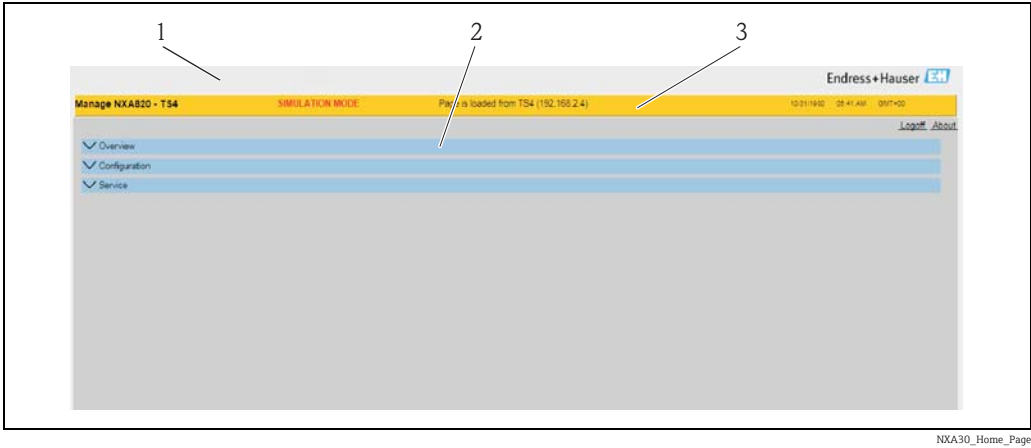 1 2 3
Endress+Hauser EH
Manage NXA820 - TS4 SIMULATION MODE Page is loaded from TS4 (192.168.2.4) GMT+00
Logoff About
Overview
Configuration
Service
NXA30_Home_Page